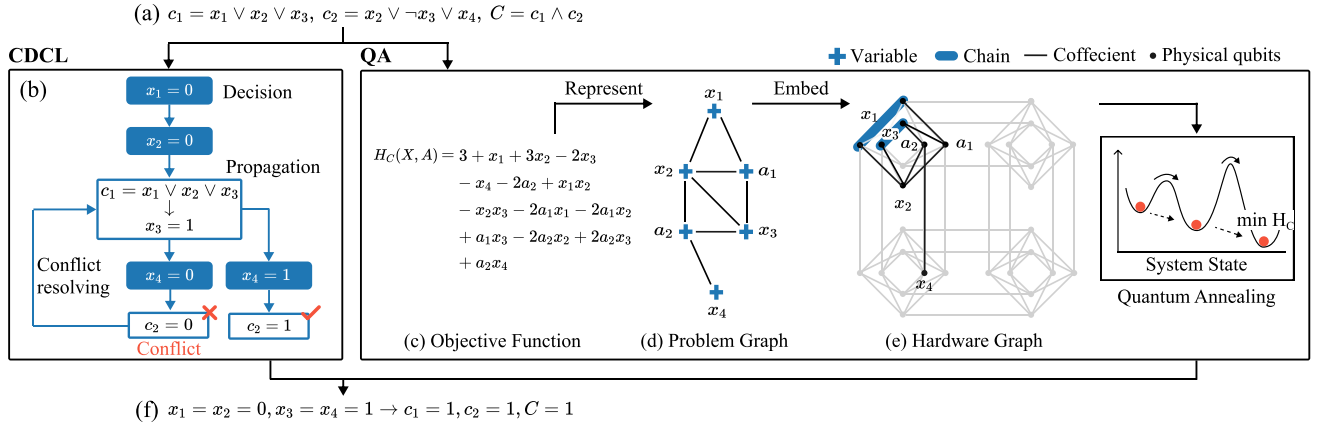 (a) c₁ = x₁ ∨ x₂ ∨ x₃, c₂ = x₂ ∨ ¬x₃ ∨ x₄, C = c₁ ∧ c₂
CDCL
(b)
x₁ = 0
Decision
x₂ = 0
Propagation
c₁ = x₁ ∨ x₂ ∨ x₃
↓
x₃ = 1
Conflict
resolving
x₄ = 0
x₄ = 1
c₂ = 0
c₂ = 1
Conflict
QA
Variable
Chain
Coffecient
Physical qubits
Represent
Embed
H_C(X, A) = 3 + x₁ + 3x₂ − 2x₃
− x₄ − 2a₂ + x₁x₂
− x₂x₃ − 2a₁x₁ − 2a₁x₂
+ a₁x₃ − 2a₂x₂ + 2a₂x₃
+ a₂x₄
(c) Objective Function
x₁
x₂
a₁
a₂
x₃
x₄
(d) Problem Graph
x₁
x₃
a₂
a₁
x₂
x₄
(e) Hardware Graph
min H_C
System State
Quantum Annealing
(f) x₁ = x₂ = 0, x₃ = x₄ = 1 → c₁ = 1, c₂ = 1, C = 1